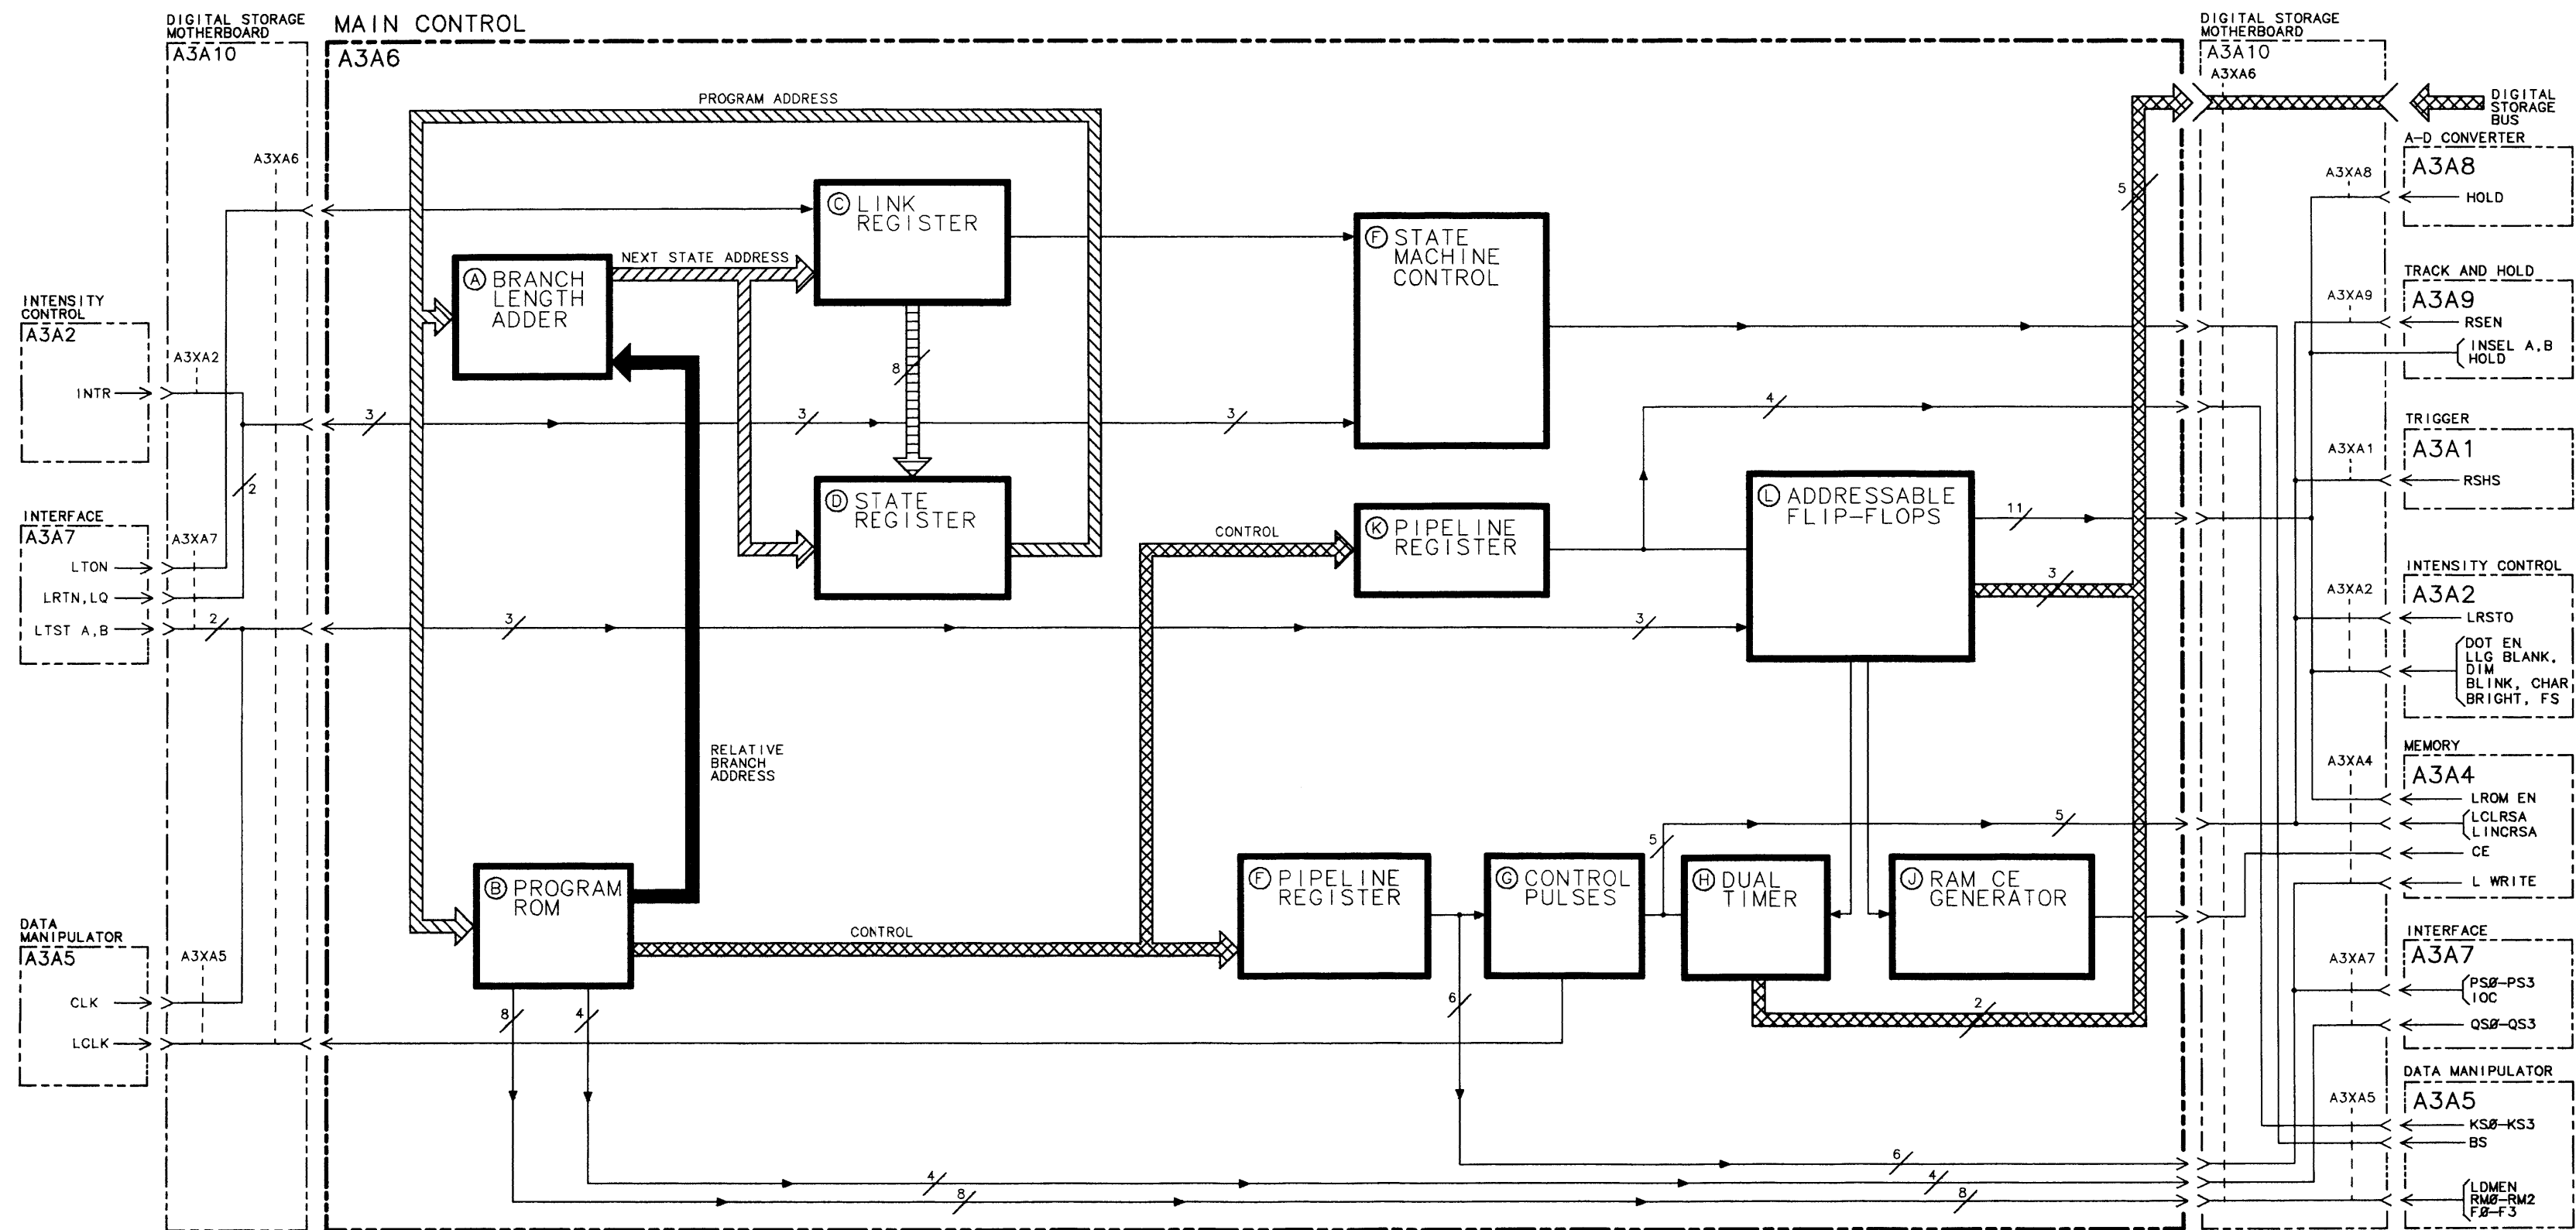 DIGITAL STORAGE
MOTHERBOARD
A3A10
MAIN CONTROL
A3A6
DIGITAL STORAGE
MOTHERBOARD
A3A10
A3XA6
PROGRAM ADDRESS
DIGITAL
STORAGE
BUS
A3XA6
5
A-D CONVERTER
A3A8
A3XA8
HOLD
C LINK
REGISTER
F STATE
MACHINE
CONTROL
NEXT STATE ADDRESS
A BRANCH
LENGTH
ADDER
TRACK AND HOLD
A3A9
A3XA9
RSEN
INSEL A,B
HOLD
INTENSITY
CONTROL
A3A2
A3XA2
INTR
8
3
3
3
4
TRIGGER
A3A1
A3XA1
RSHS
2
D STATE
REGISTER
L ADDRESSABLE
FLIP-FLOPS
11
INTERFACE
A3A7
A3XA7
LTON
LRTN,LQ
LTST A,B
2
CONTROL
K PIPELINE
REGISTER
3
INTENSITY CONTROL
A3A2
A3XA2
LRSTO
DOT EN
LLG BLANK,
DIM
BLINK, CHAR
BRIGHT, FS
3
3
RELATIVE
BRANCH
ADDRESS
MEMORY
A3A4
A3XA4
LROM EN
LCLRSA
LINCRSA
CE
L WRITE
5
5
B PROGRAM
ROM
CONTROL
F PIPELINE
REGISTER
G CONTROL
PULSES
H DUAL
TIMER
J RAM CE
GENERATOR
DATA
MANIPULATOR
A3A5
A3XA5
CLK
LCLK
INTERFACE
A3A7
A3XA7
PSØ-PS3
IOC
QSØ-QS3
8
4
6
2
DATA MANIPULATOR
A3A5
A3XA5
KSØ-KS3
BS
LDMEN
RMØ-RM2
FØ-F3
6
4
4
8
8